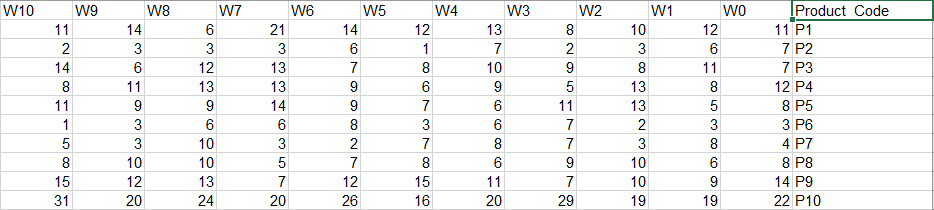 W10 W9 W8 W7 W6 W5 W4 W3 W2 W1 W0 Product_Code
11 14 6 21 14 12 13 8 10 12 11 P1
2 3 3 3 6 1 7 2 3 6 7 P2
14 6 12 13 7 8 10 9 8 11 7 P3
8 11 13 13 9 6 9 5 13 8 12 P4
11 9 9 14 9 7 6 11 13 5 8 P5
1 3 6 6 8 3 6 7 2 3 3 P6
5 3 10 3 2 7 8 7 3 8 4 P7
8 10 10 5 7 8 6 9 10 6 8 P8
15 12 13 7 12 15 11 7 10 9 14 P9
31 20 24 20 26 16 20 29 19 19 22 P10